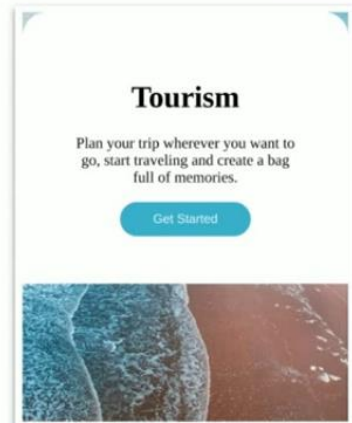 Tourism
Plan your trip wherever you want to
go, start traveling and create a bag
full of memories.
Get Started